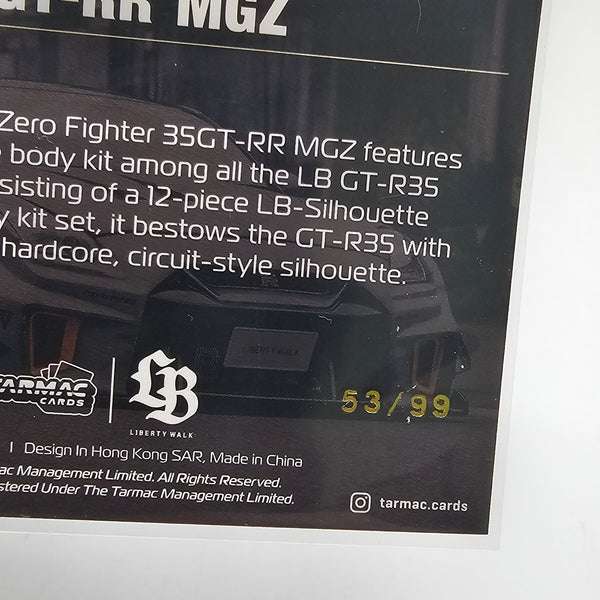 GT-RR MGZ
Zero Fighter 35GT-RR MGZ features
body kit among all the LB GT-R35
sisting of a 12-piece LB-Silhouette
kit set, it bestows the GT-R35 with
hardcore, circuit-style silhouette.
LIBERTY WALK
TARMAC
CARDS
LB
LIBERTY WALK
53/99
| Design In Hong Kong SAR, Made in China
ac Management Limited. All Rights Reserved.
stered Under The Tarmac Management Limited.
tarmac.cards